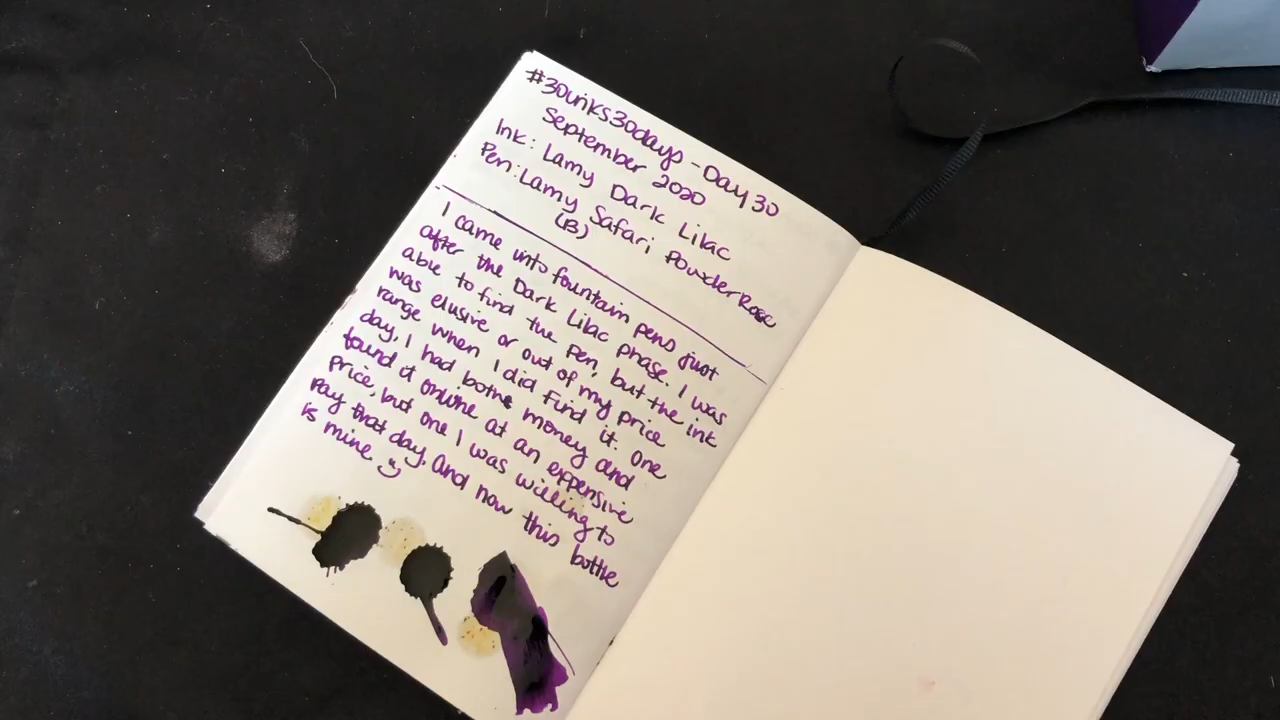 #30inks30days - Day 30
September 2020
Ink: Lamy Dark Lilac
Pen: Lamy Safari Powder Rose
(B)
I came into fountain pens just
after the Dark Lilac phase. I was
able to find the pen, but the ink
was elusive or out of my price
range when I did find it. One
day, I had both money and
found it online at an expensive
price, but one I was willing to
pay that day. And now this bottle
is mine :)